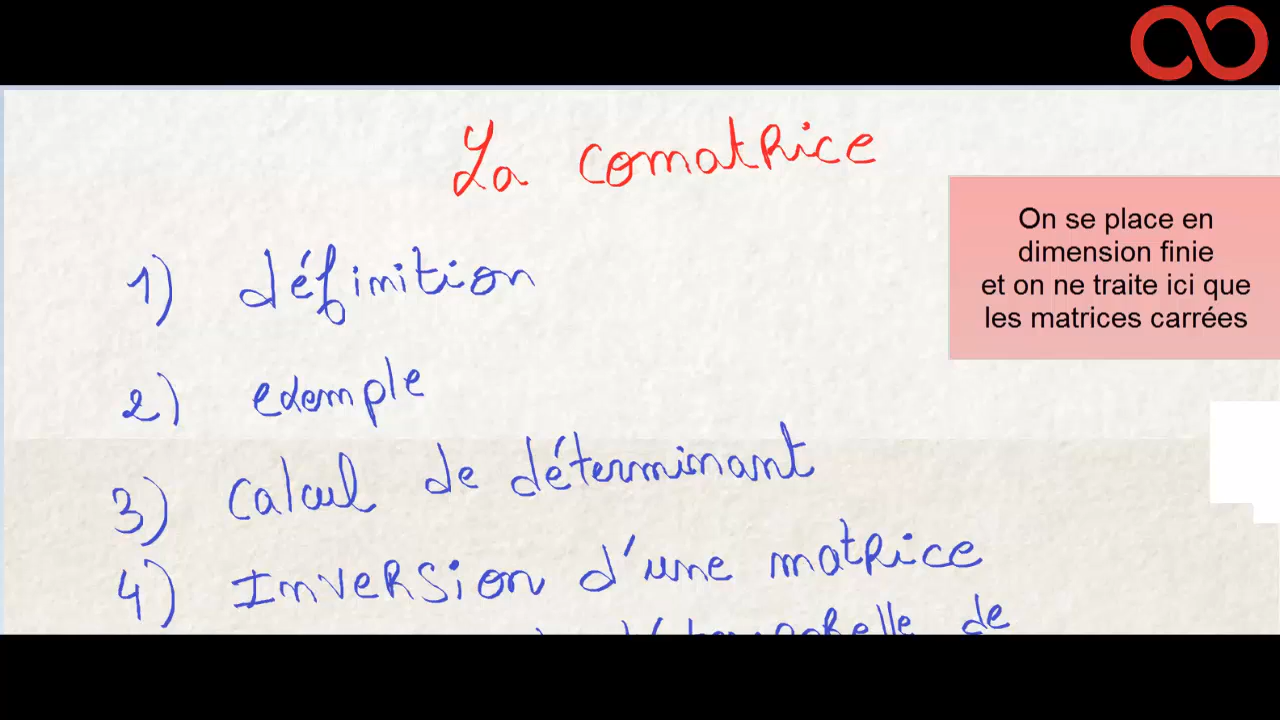 La comatrice
On se place en
dimension finie
et on ne traite ici que
les matrices carrées
1) définition
2) exemple
3) calcul de déterminant
4) Inversion d'une matrice
de